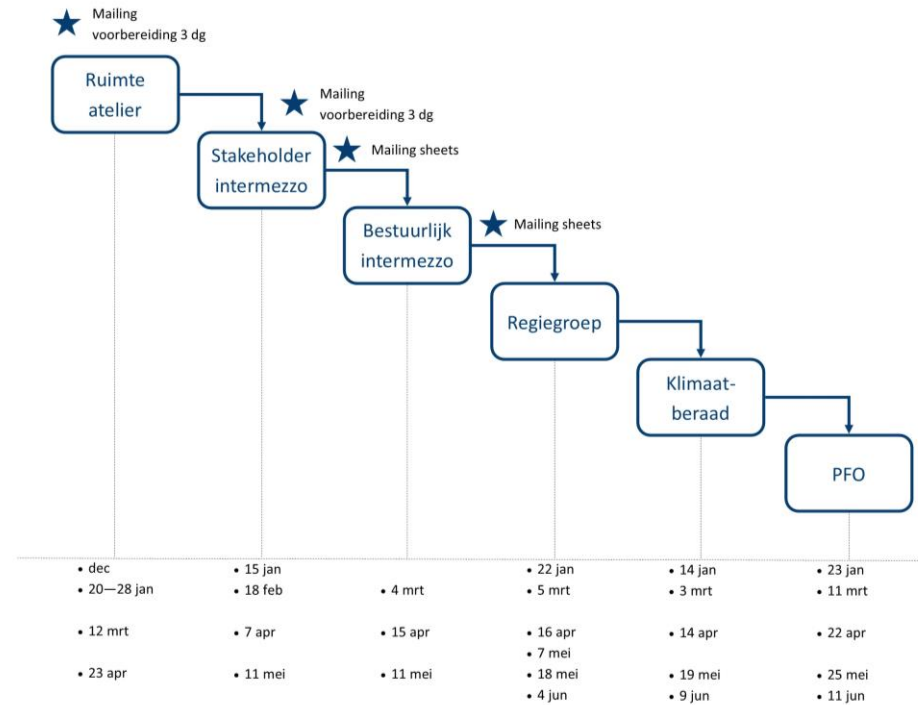 Mailing
voorbereiding 3 dg
Ruimte
atelier
Mailing
voorbereiding 3 dg
Stakeholder
intermezzo
Mailing sheets
Bestuurlijk
intermezzo
Mailing sheets
Regiegroep
Klimaat-
beraad
PFO
• dec • 15 jan • 22 jan • 14 jan • 23 jan
• 20—28 jan • 18 feb • 4 mrt • 5 mrt • 3 mrt • 11 mrt
• 12 mrt • 7 apr • 15 apr • 16 apr • 14 apr • 22 apr
• 7 mei
• 23 apr • 11 mei • 11 mei • 18 mei • 19 mei • 25 mei
• 4 jun • 9 jun • 11 jun